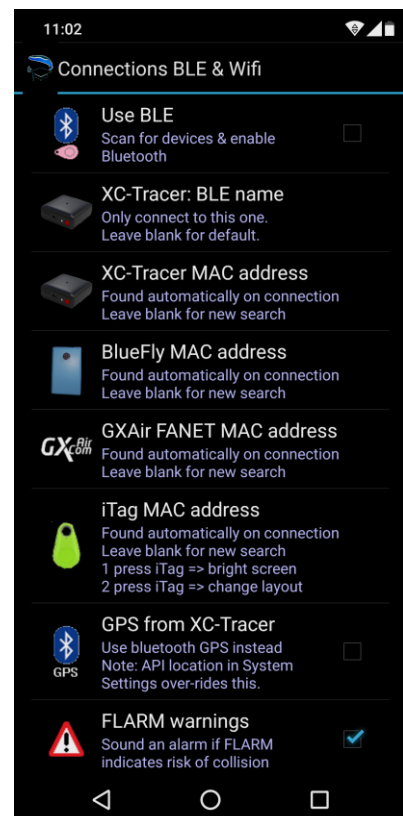 11:02
Connections BLE & Wifi
Use BLE
Scan for devices & enable
Bluetooth
XC-Tracer: BLE name
Only connect to this one.
Leave blank for default.
XC-Tracer MAC address
Found automatically on connection
Leave blank for new search
BlueFly MAC address
Found automatically on connection
Leave blank for new search
GXAircom
GXAir FANET MAC address
Found automatically on connection
Leave blank for new search
iTag MAC address
Found automatically on connection
Leave blank for new search
1 press iTag => bright screen
2 press iTag => change layout
GPS from XC-Tracer
Use bluetooth GPS instead
Note: API location in System
Settings over-rides this.
GPS
FLARM warnings
Sound an alarm if FLARM
indicates risk of collision